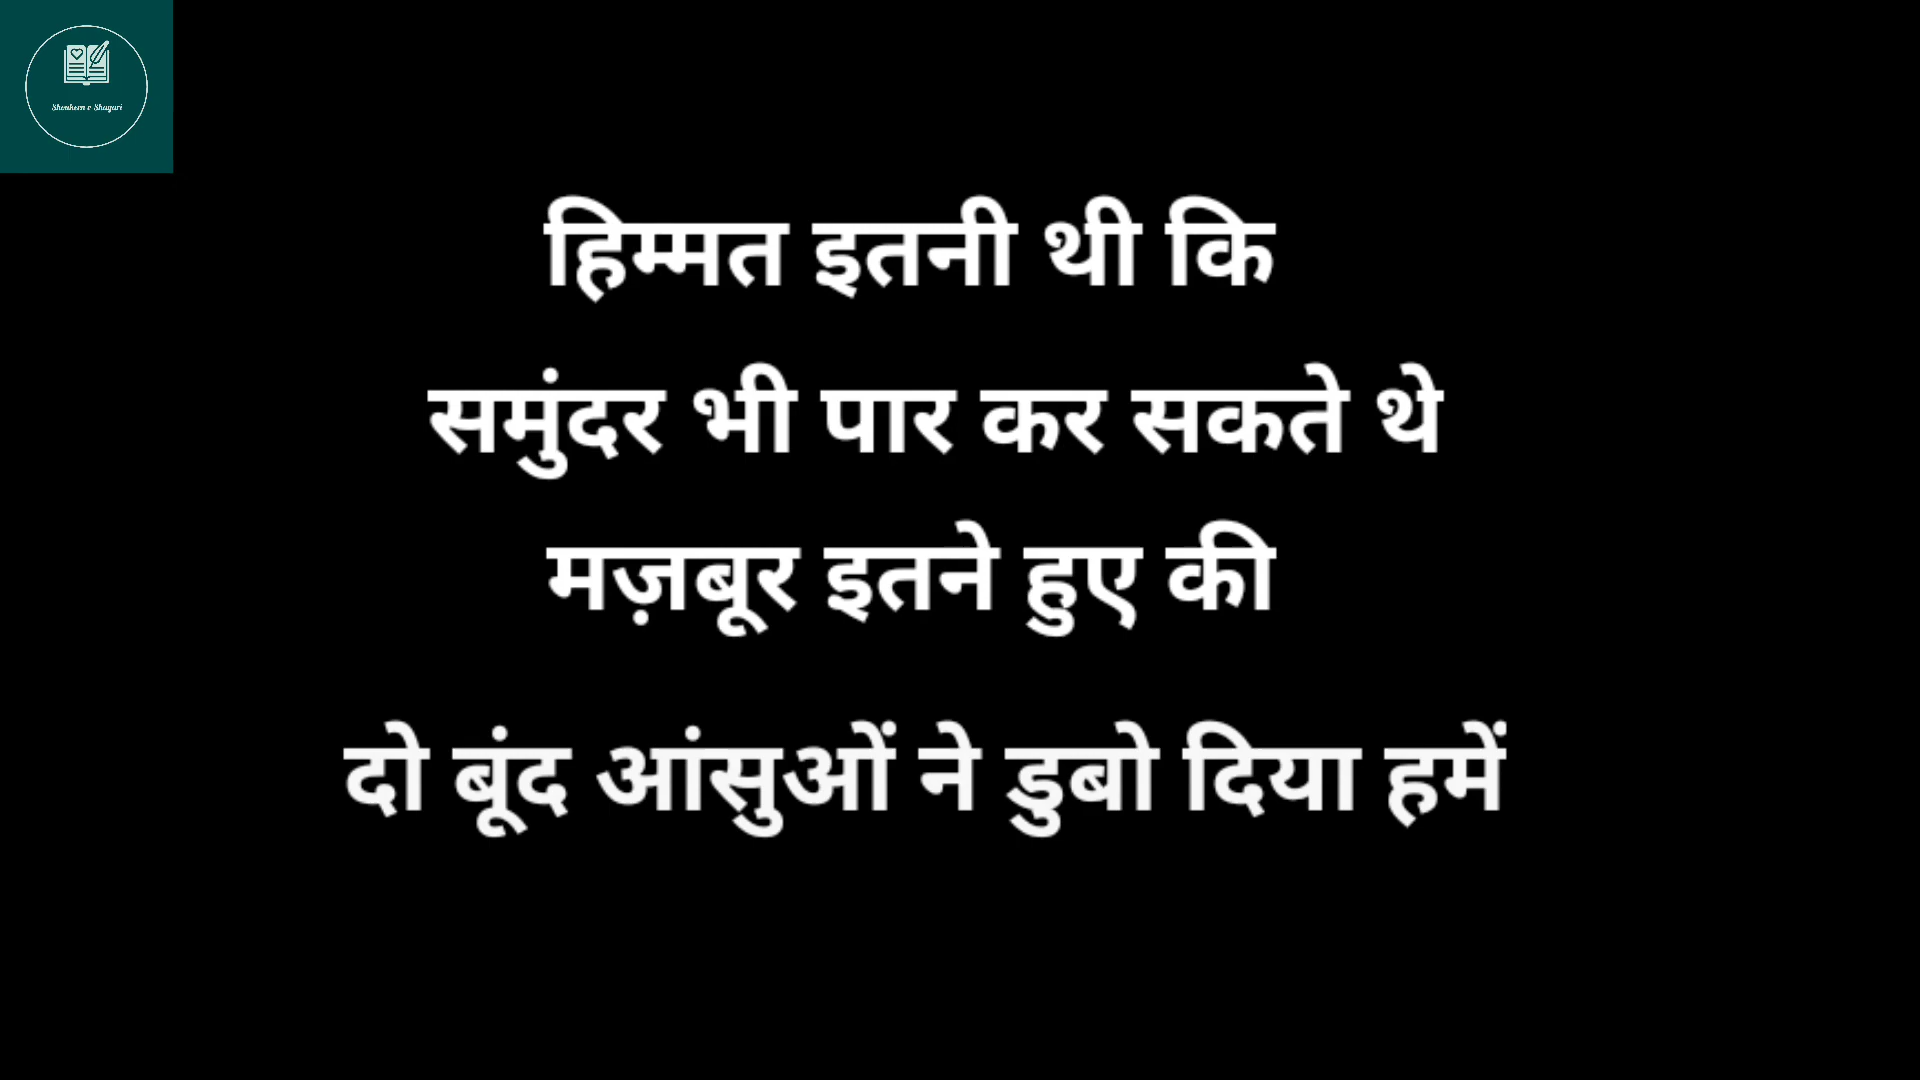 हिम्मत इतनी थी कि
समुंदर भी पार कर सकते थे
मज़बूर इतने हुए की
दो बूंद आंसुओं ने डुबो दिया हमें